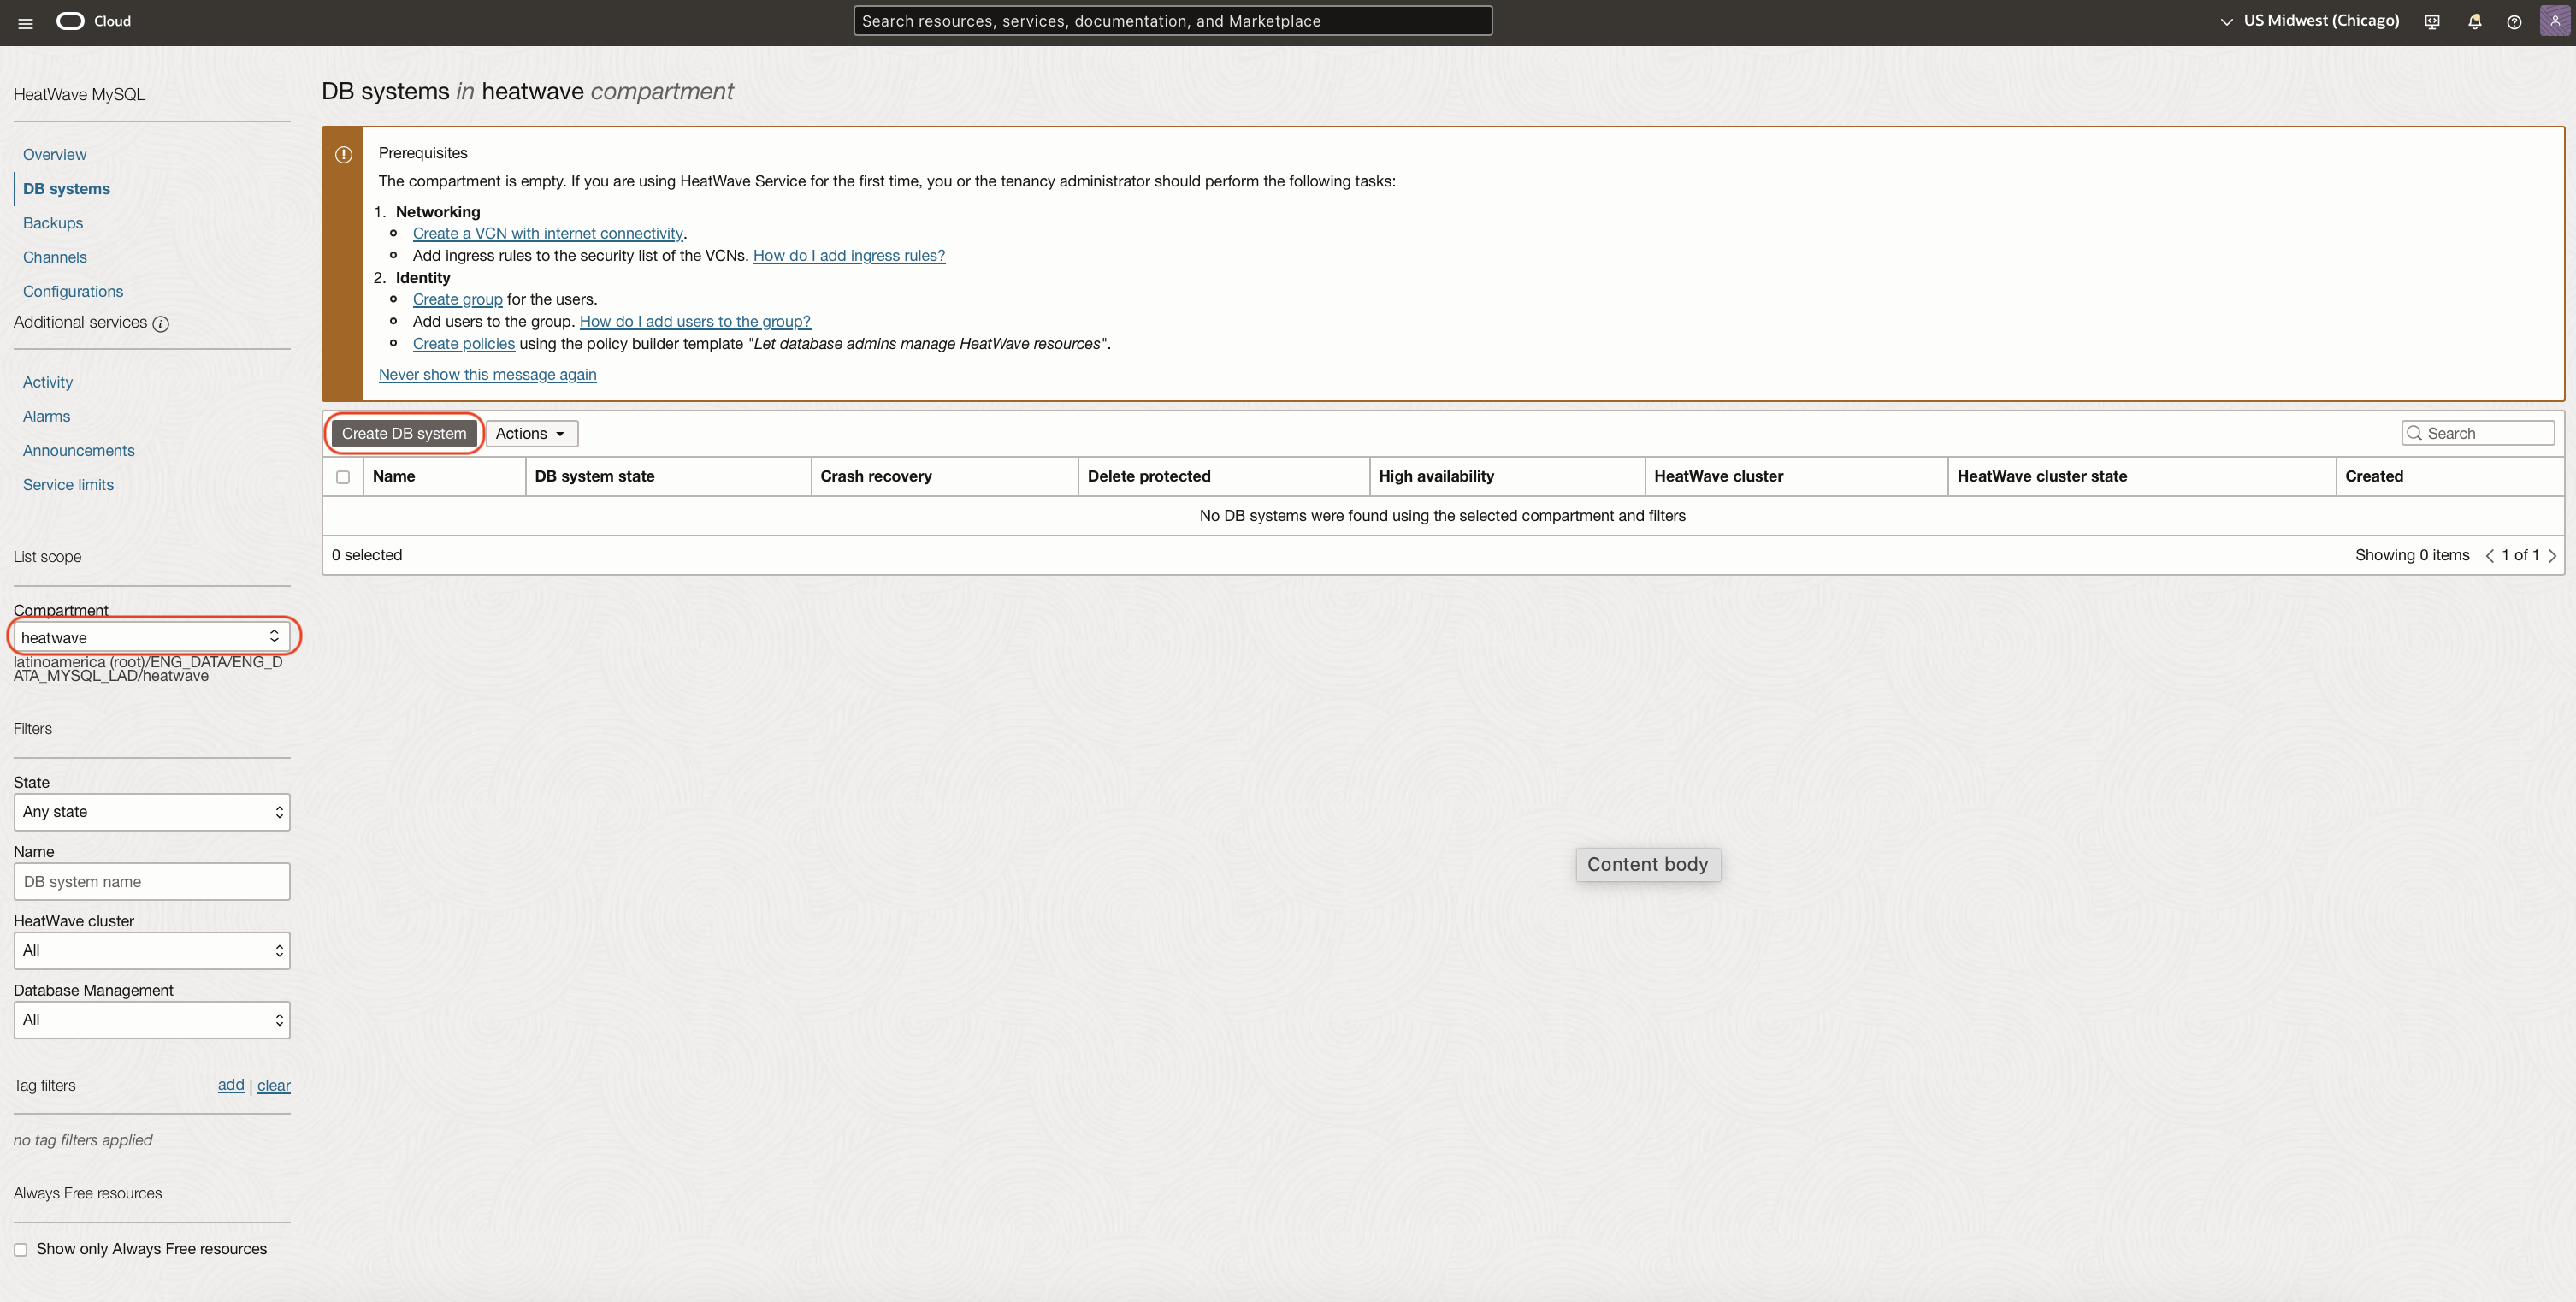 Cloud
Search resources, services, documentation, and Marketplace
US Midwest (Chicago)
HeatWave MySQL
Overview
DB systems
Backups
Channels
Configurations
Additional services
Activity
Alarms
Announcements
Service limits
List scope
Compartment
heatwave
latinoamerica (root)/ENG_DATA/ENG_D
ATA_MYSQL_LAD/heatwave
Filters
State
Any state
Name
DB system name
HeatWave cluster
All
Database Management
All
Tag filters add | clear
no tag filters applied
Always Free resources
Show only Always Free resources
DB systems in heatwave compartment
Prerequisites
The compartment is empty. If you are using HeatWave Service for the first time, you or the tenancy administrator should perform the following tasks:
1. Networking
Create a VCN with internet connectivity.
Add ingress rules to the security list of the VCNs. How do I add ingress rules?
2. Identity
Create group for the users.
Add users to the group. How do I add users to the group?
Create policies using the policy builder template "Let database admins manage HeatWave resources".
Never show this message again
Create DB system Actions Search
Name DB system state Crash recovery Delete protected High availability HeatWave cluster HeatWave cluster state Created
No DB systems were found using the selected compartment and filters
0 selected Showing 0 items 1 of 1
Content body